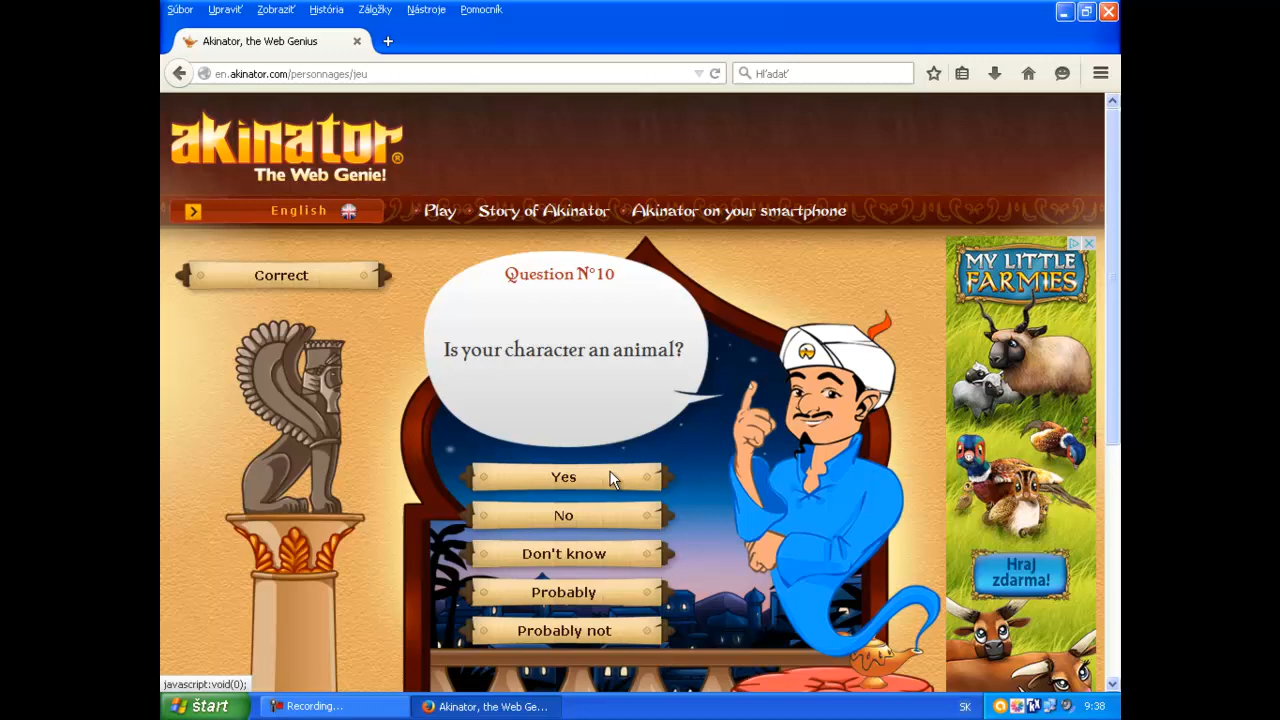 Súbor Upraviť Zobraziť História Záložky Nástroje Pomocník
Akinator, the Web Genius
en.akinator.com/personnages/jeu
Hľadať
akinator®
The Web Genie!
English
Play Story of Akinator Akinator on your smartphone
Correct
Question N°10
Is your character an animal?
Yes
No
Don't know
Probably
Probably not
MY LITTLE
FARMIES
Hraj
zdarma!
javascript:void(0);
štart
Recording...
Akinator, the Web Ge...
SK
9:38